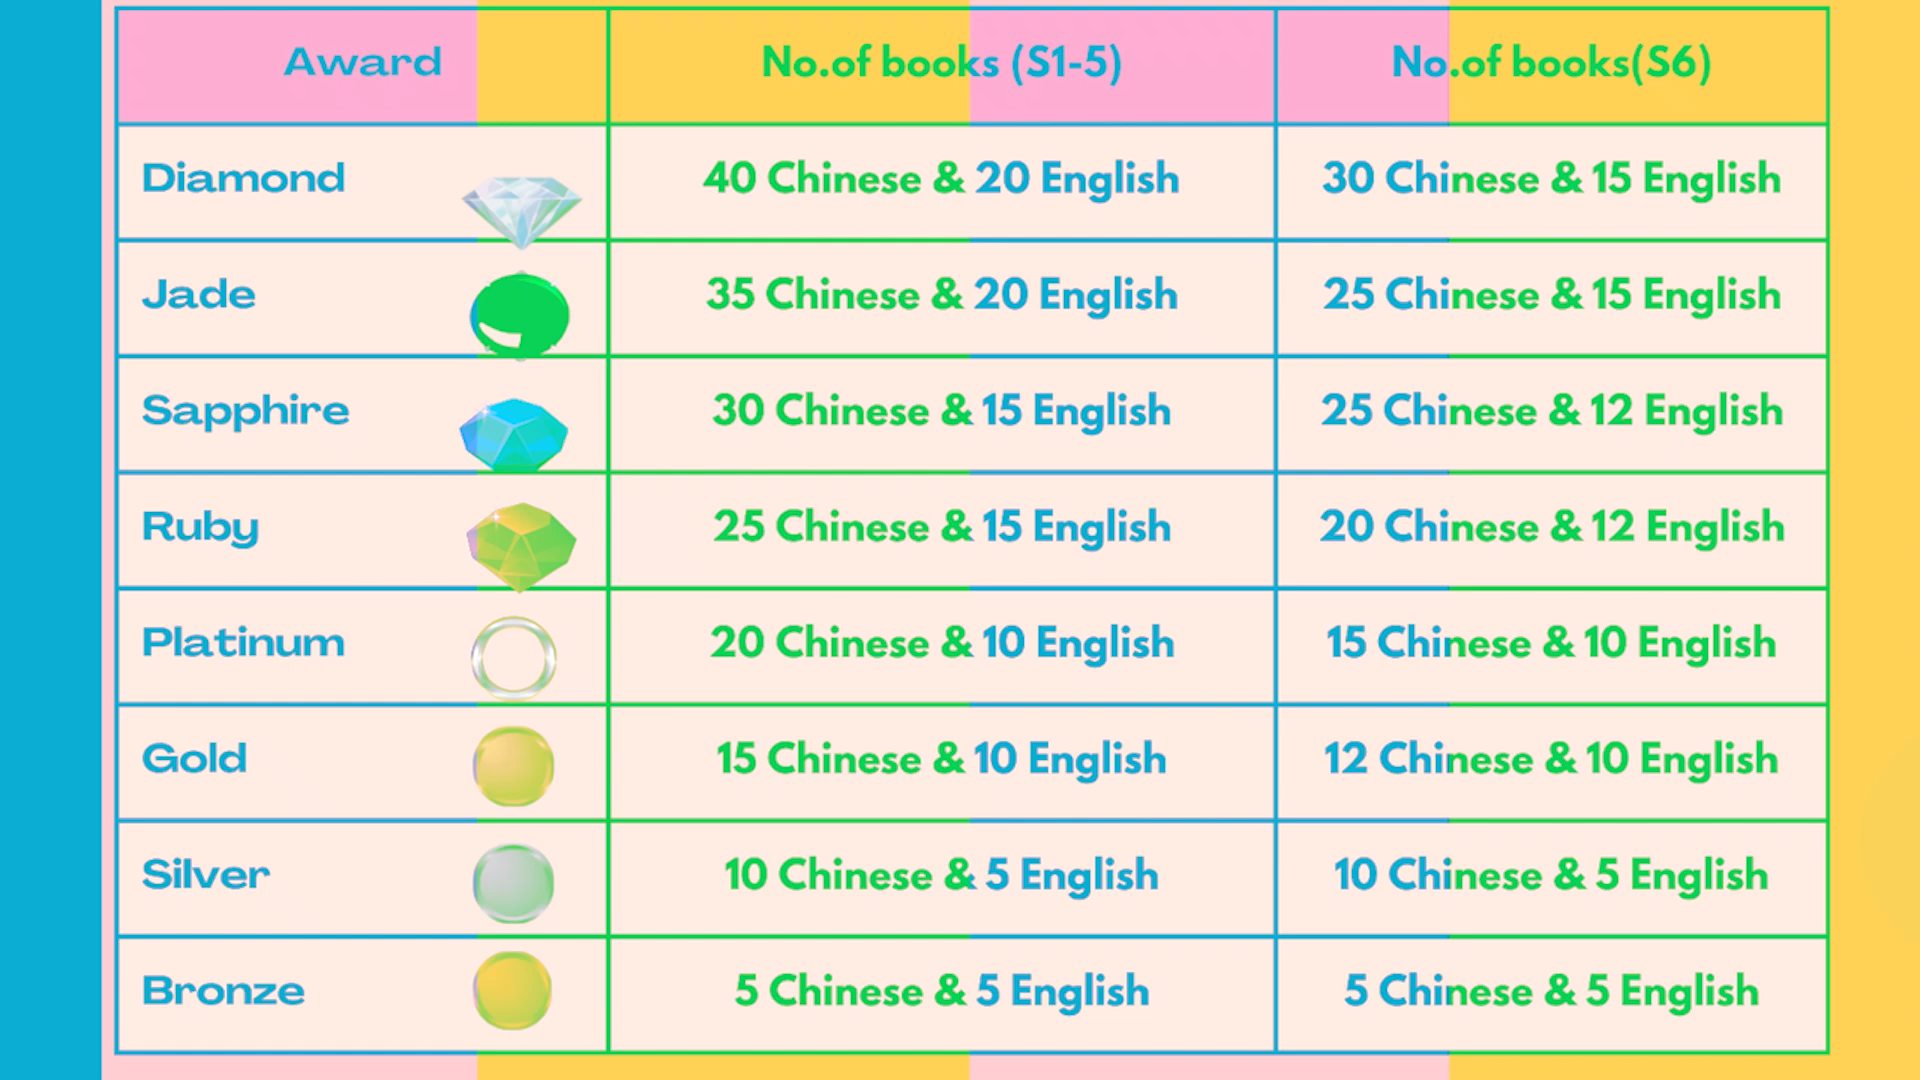 Award No.of books (S1-5) No.of books(S6)
Diamond 40 Chinese & 20 English 30 Chinese & 15 English
Jade 35 Chinese & 20 English 25 Chinese & 15 English
Sapphire 30 Chinese & 15 English 25 Chinese & 12 English
Ruby 25 Chinese & 15 English 20 Chinese & 12 English
Platinum 20 Chinese & 10 English 15 Chinese & 10 English
Gold 15 Chinese & 10 English 12 Chinese & 10 English
Silver 10 Chinese & 5 English 10 Chinese & 5 English
Bronze 5 Chinese & 5 English 5 Chinese & 5 English